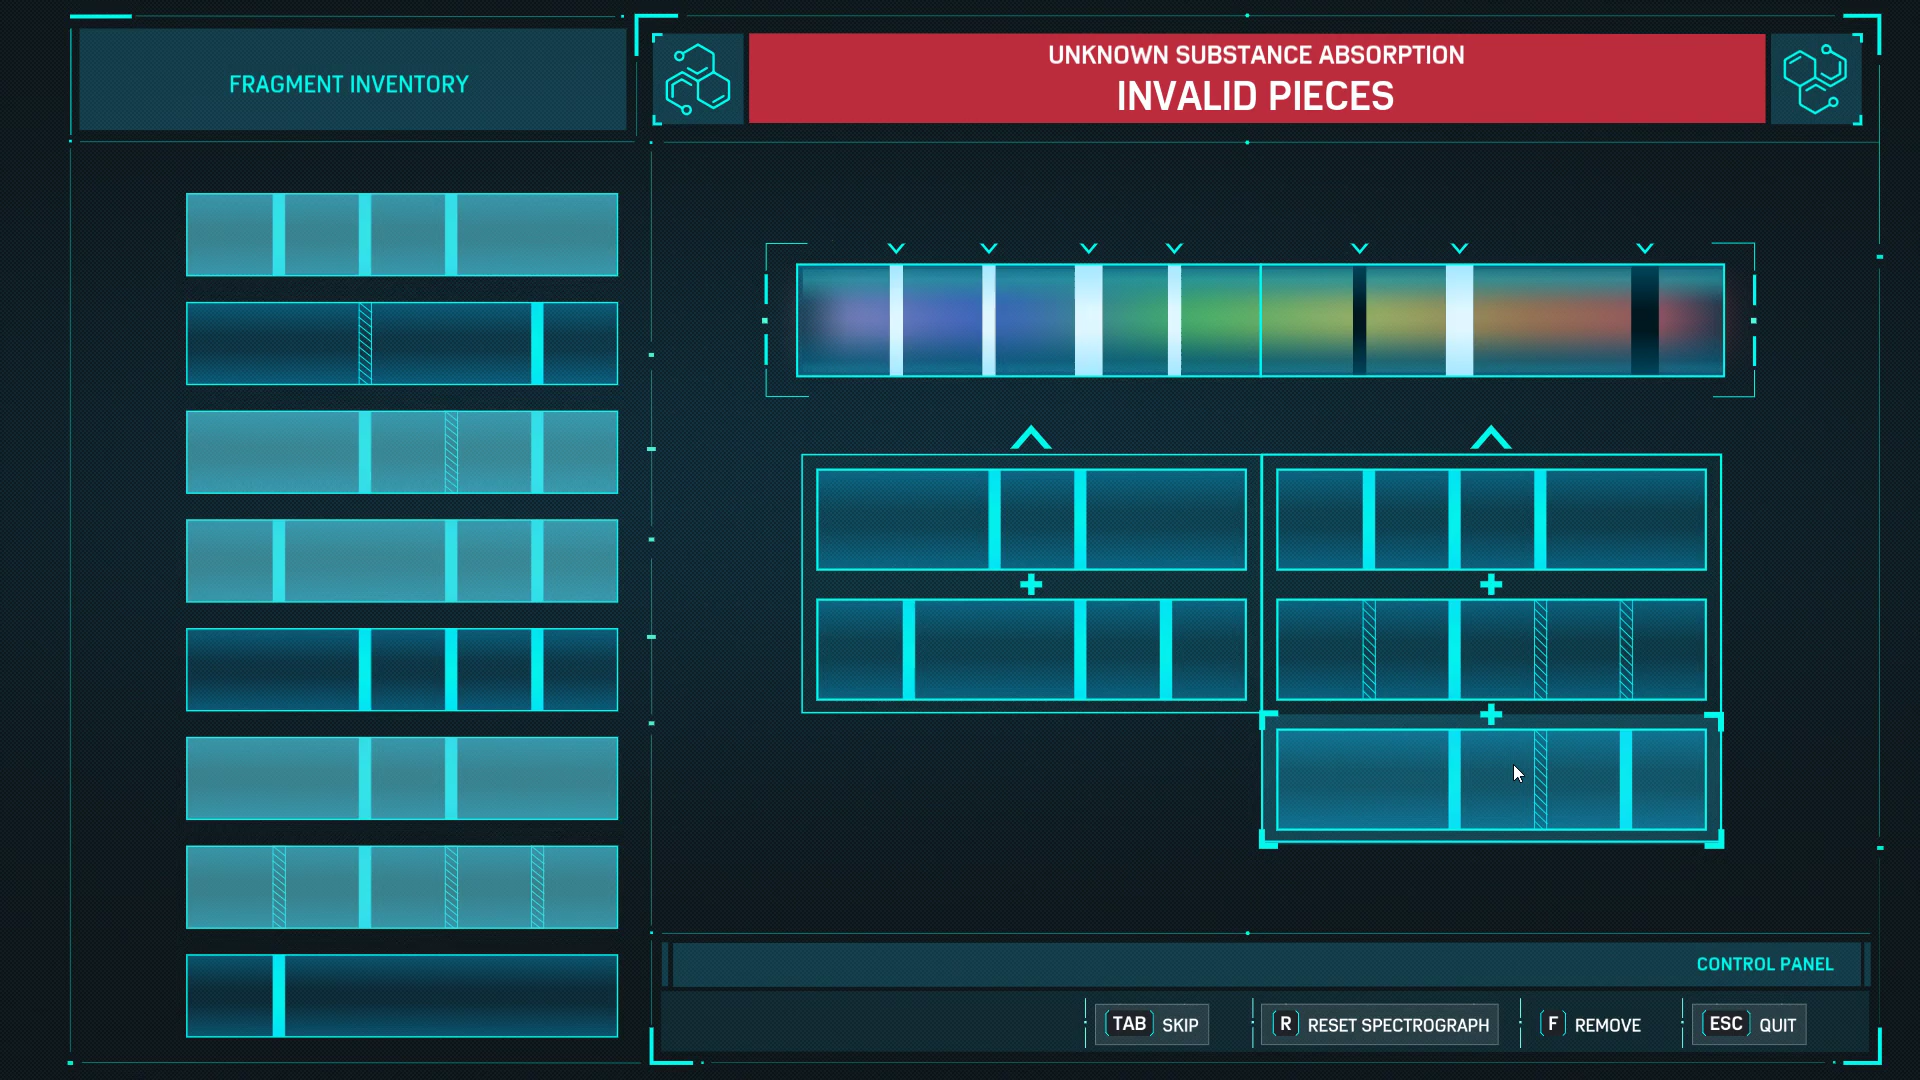 FRAGMENT INVENTORY
UNKNOWN SUBSTANCE ABSORPTION
INVALID PIECES
CONTROL PANEL
TAB SKIP
R RESET SPECTROGRAPH
F REMOVE
ESC QUIT